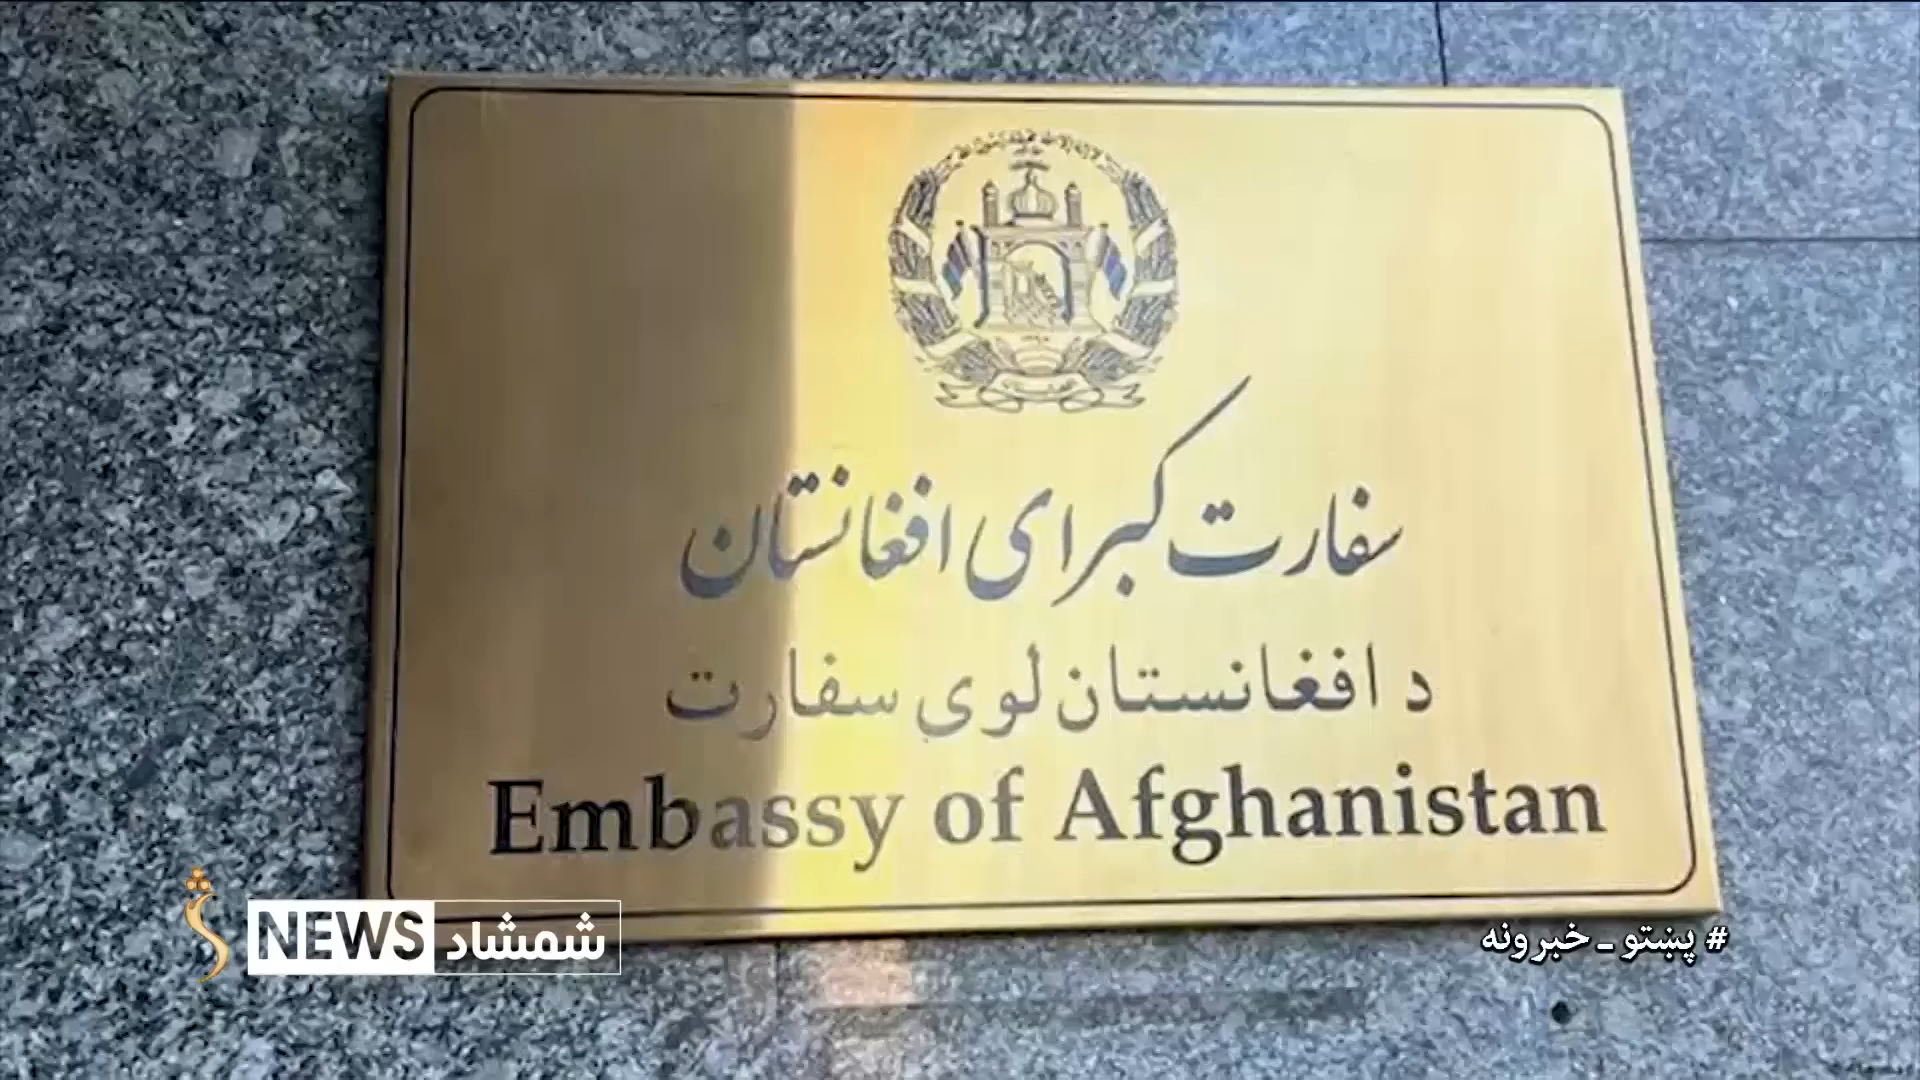 سفارت کبرای افغانستان
د افغانستان لوی سفارت
Embassy of Afghanistan
NEWS شمشاد
# پښتو ـ خبرونه